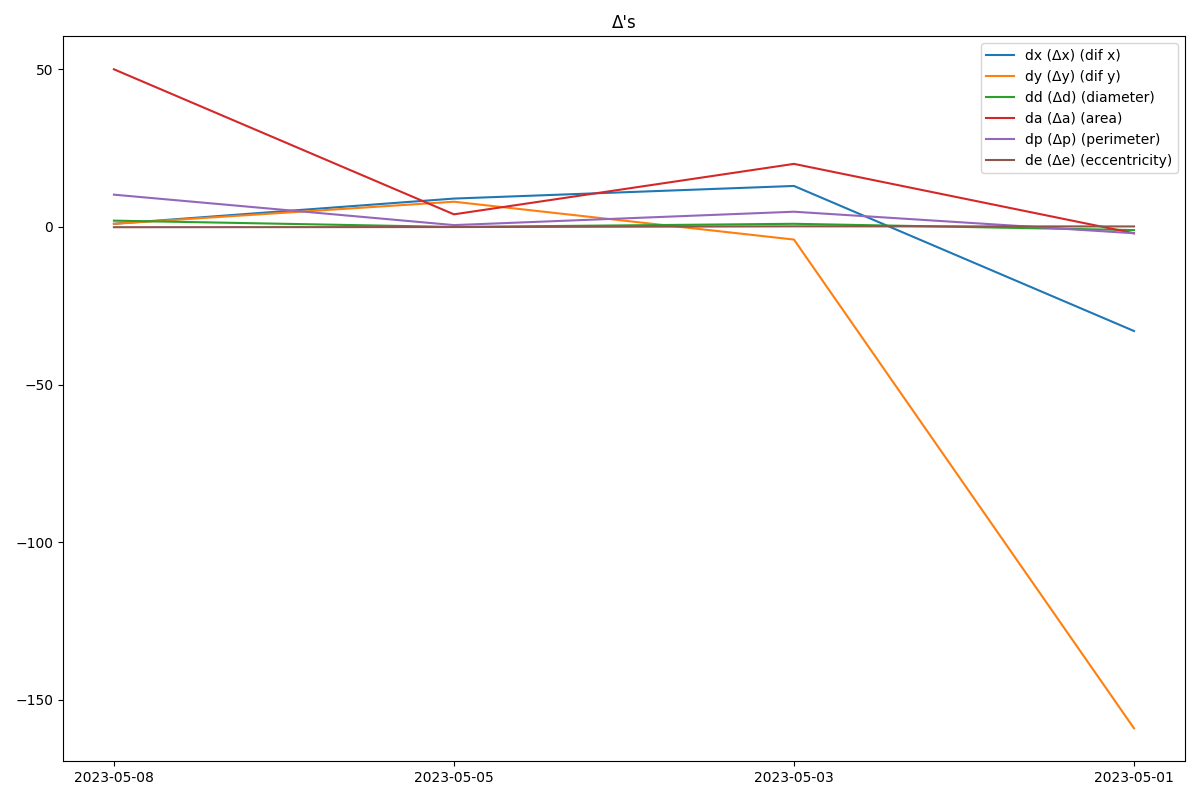 Δ's
dx (Δx) (dif x)
dy (Δy) (dif y)
dd (Δd) (diameter)
da (Δa) (area)
dp (Δp) (perimeter)
de (Δe) (eccentricity)
50
0
−50
−100
−150
2023-05-08 2023-05-05 2023-05-03 2023-05-01